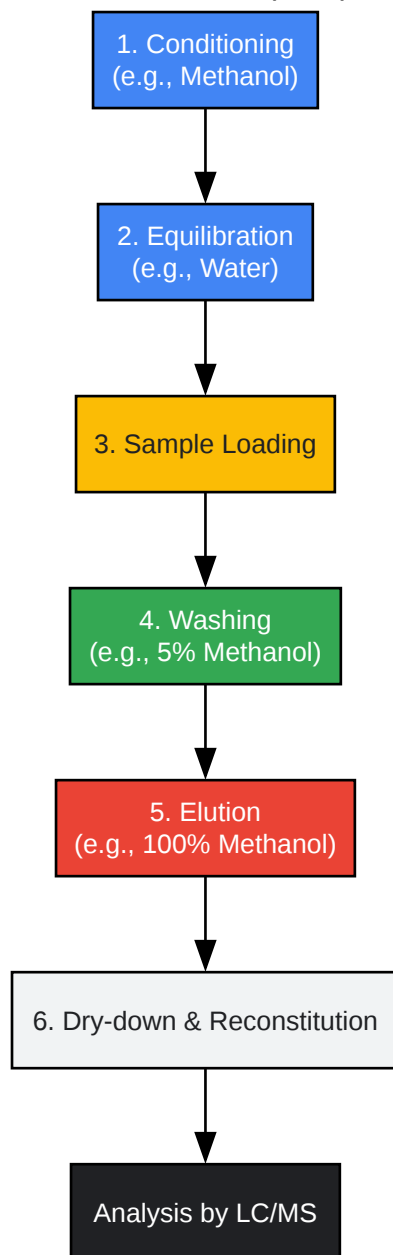 1. Conditioning
(e.g., Methanol)
2. Equilibration
(e.g., Water)
3. Sample Loading
4. Washing
(e.g., 5% Methanol)
5. Elution
(e.g., 100% Methanol)
6. Dry-down & Reconstitution
Analysis by LC/MS